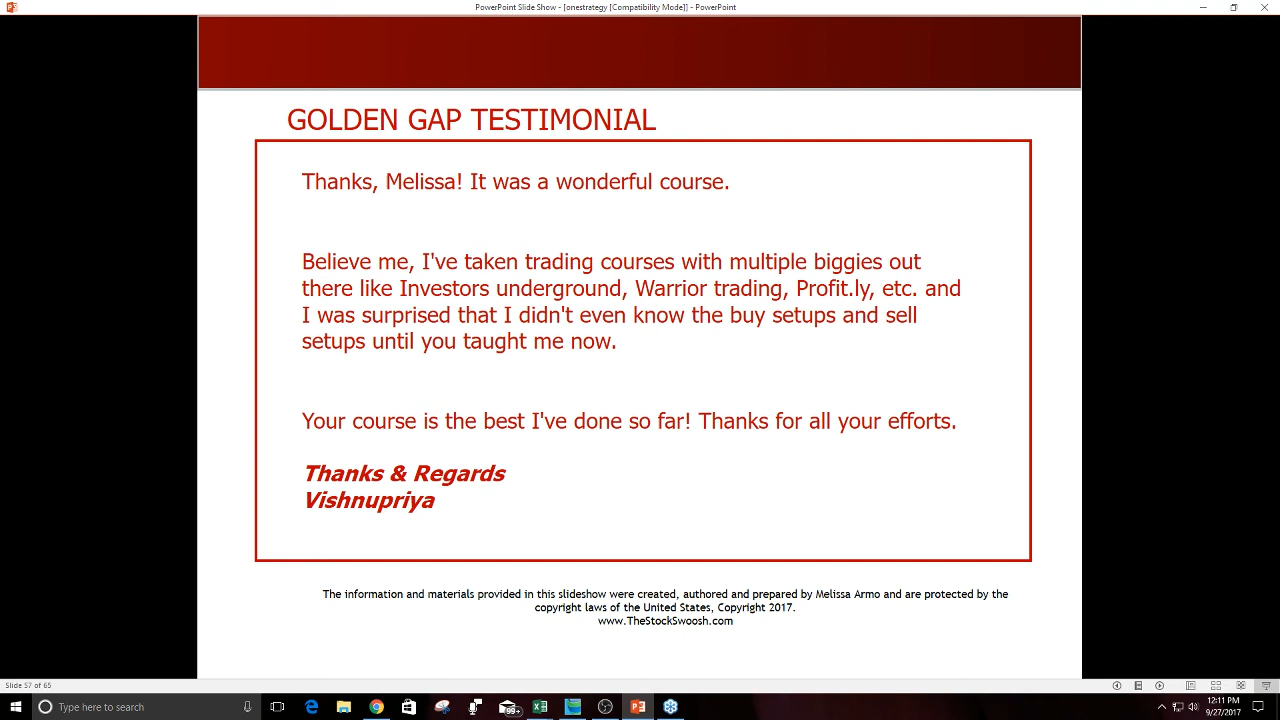 PowerPoint Slide Show - [onestrategy [Compatibility Mode]] - PowerPoint
GOLDEN GAP TESTIMONIAL
Thanks, Melissa! It was a wonderful course.
Believe me, I've taken trading courses with multiple biggies out
there like Investors underground, Warrior trading, Profit.ly, etc. and
I was surprised that I didn't even know the buy setups and sell
setups until you taught me now.
Your course is the best I've done so far! Thanks for all your efforts.
Thanks & Regards
Vishnupriya
The information and materials provided in this slideshow were created, authored and prepared by Melissa Armo and are protected by the
copyright laws of the United States, Copyright 2017.
www.TheStockSwoosh.com
Slide 57 of 65
Type here to search
99+
12:11 PM
9/27/2017